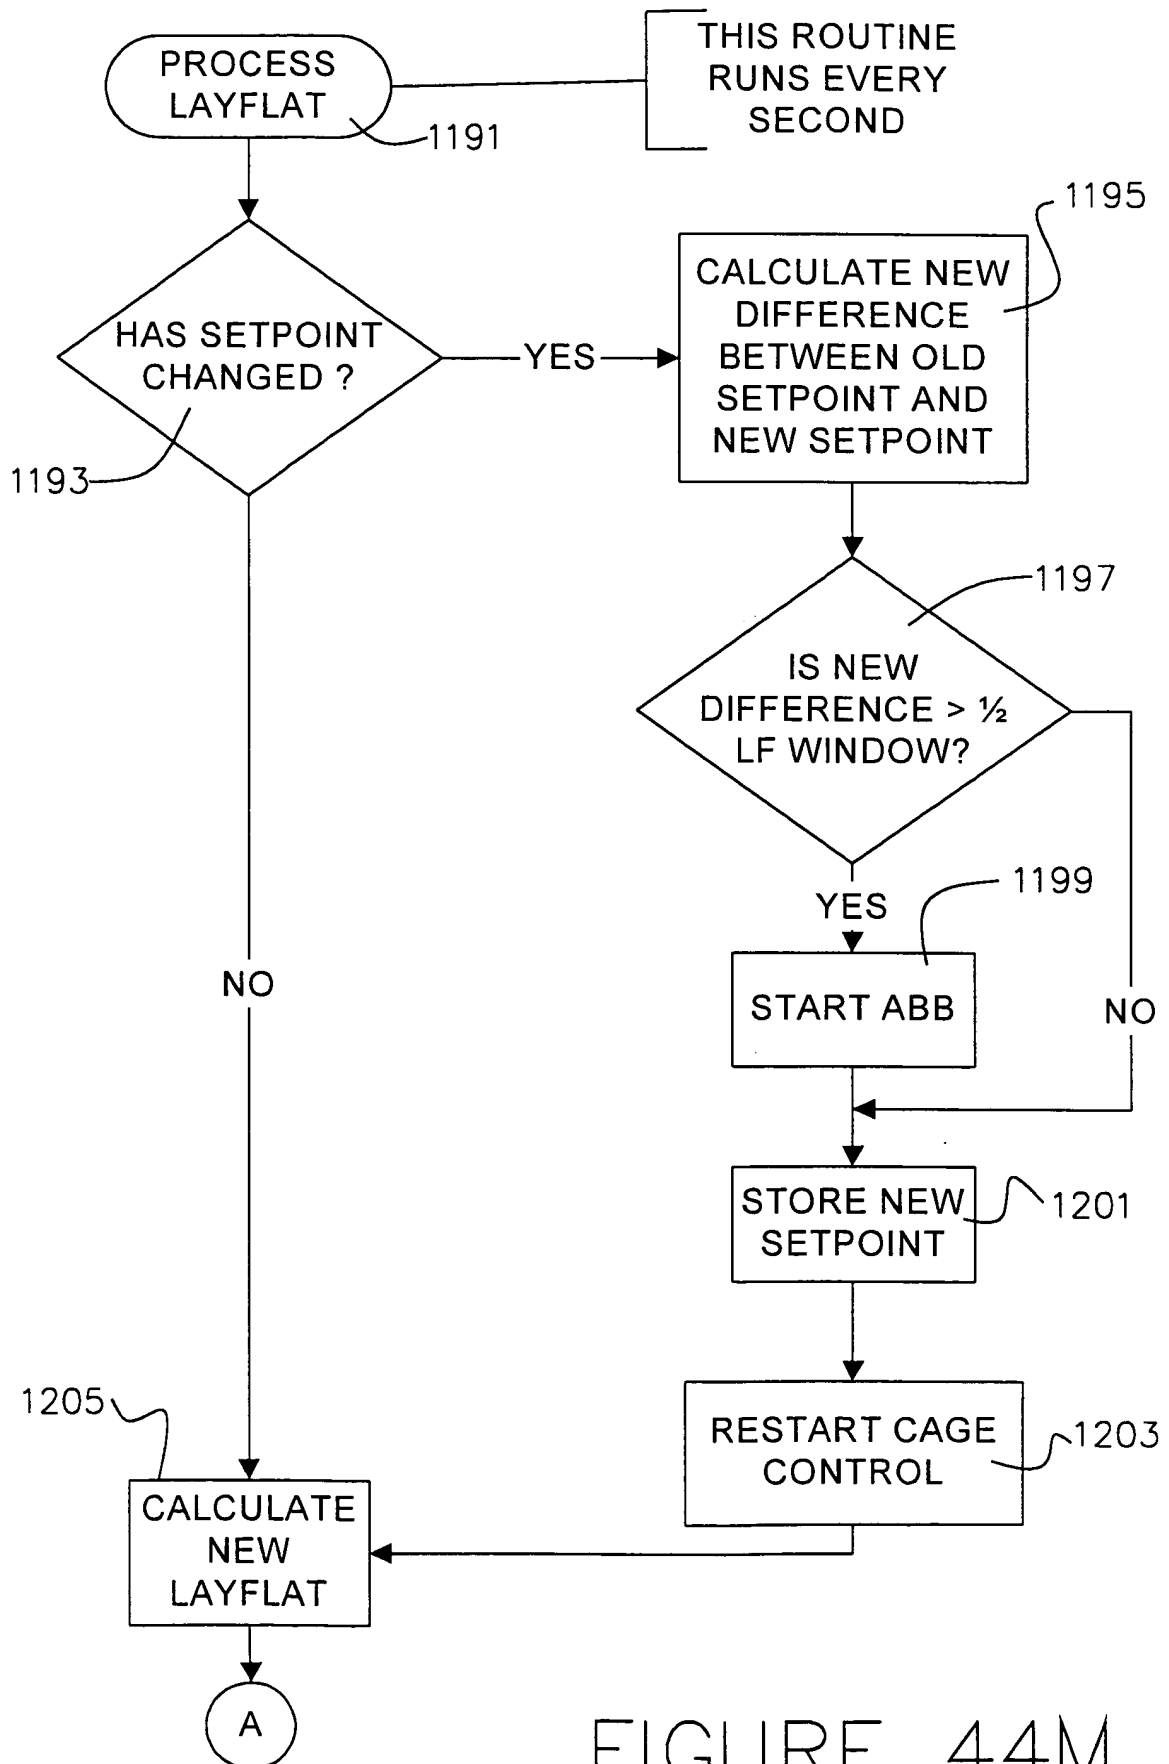 PROCESS
LAYFLAT
1191
THIS ROUTINE
RUNS EVERY
SECOND
HAS SETPOINT
CHANGED ?
1193
YES
1195
CALCULATE NEW
DIFFERENCE
BETWEEN OLD
SETPOINT AND
NEW SETPOINT
1197
IS NEW
DIFFERENCE > ½
LF WINDOW?
YES
1199
START ABB
NO
NO
STORE NEW
SETPOINT
1201
RESTART CAGE
CONTROL
1203
1205
CALCULATE
NEW
LAYFLAT
A
FIGURE 44M